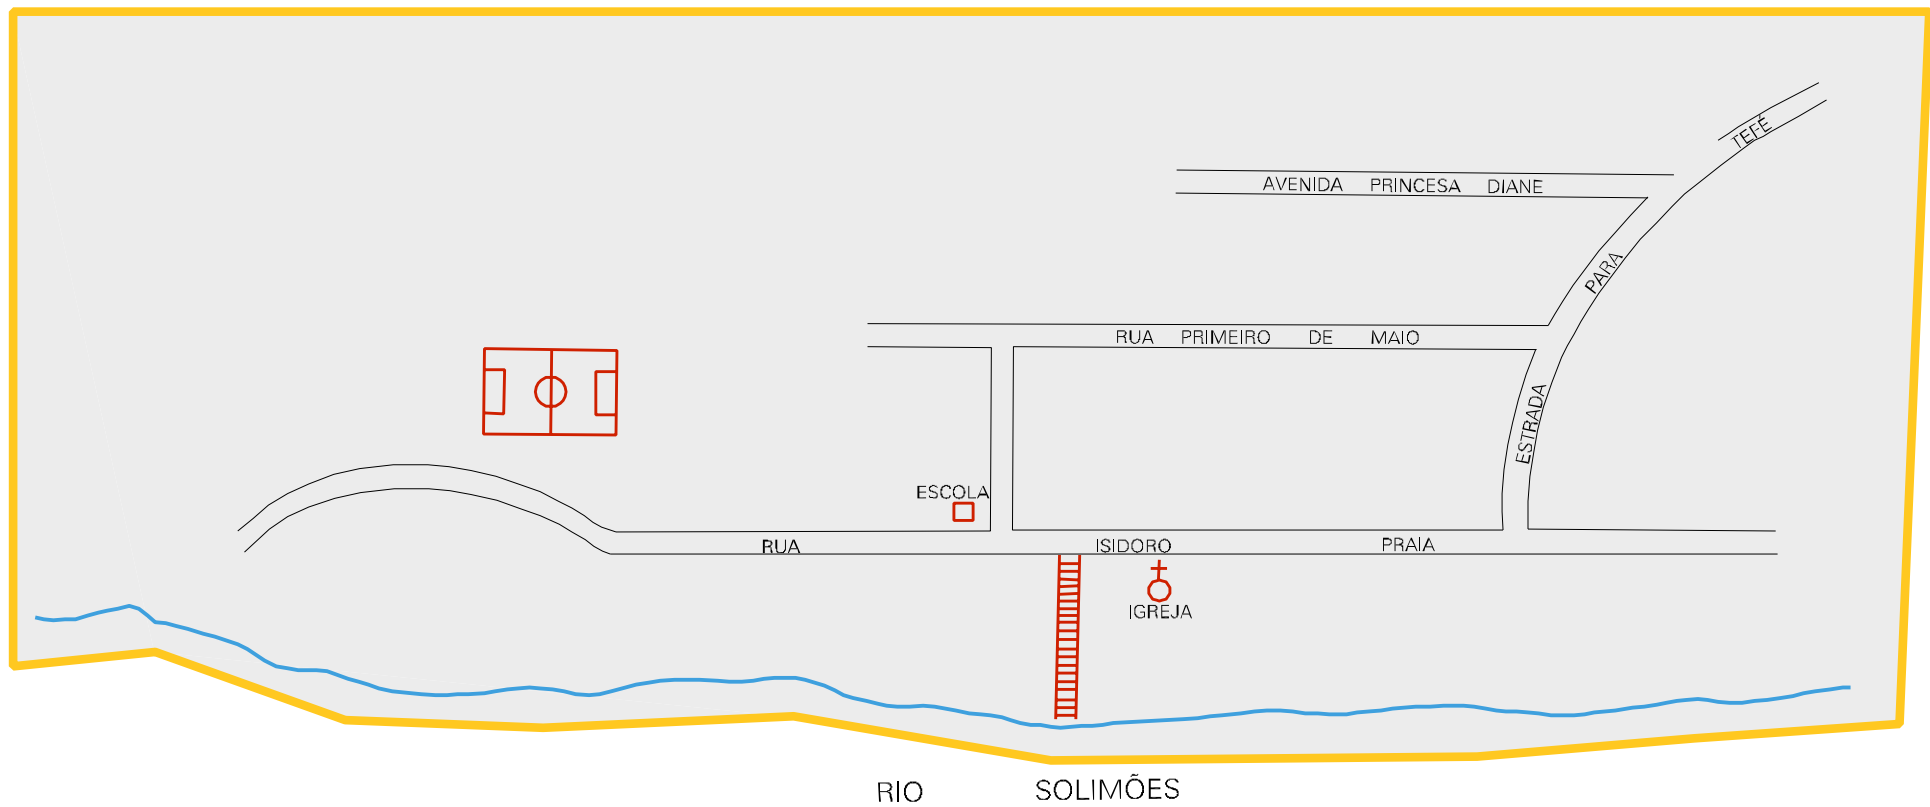 TEFÉ
AVENIDA PRINCESA DIANE
PARA
RUA PRIMEIRO DE MAIO
ESTRADA
ESCOLA
RUA ISIDORO PRAIA
IGREJA
RIO SOLIMÕES